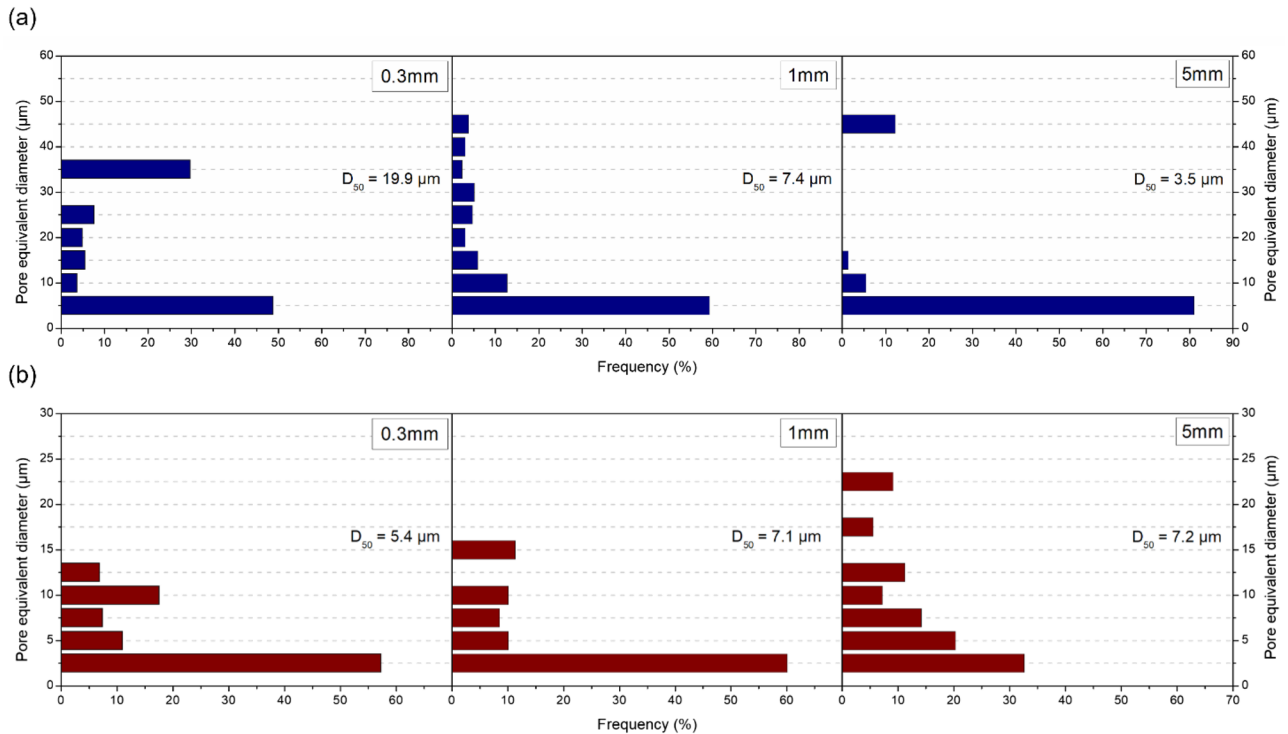 (a)
0.3mm
1mm
5mm
D50 = 19.9 µm
D50 = 7.4 µm
D50 = 3.5 µm
Pore equivalent diameter (µm)
60
50
40
30
20
10
0
60
50
40
30
20
10
0
Pore equivalent diameter (µm)
0 10 20 30 40 50 60 70 80
0 10 20 30 40 50 60 70 80
0 10 20 30 40 50 60 70 80 90
Frequency (%)
(b)
0.3mm
1mm
5mm
D50 = 5.4 µm
D50 = 7.1 µm
D50 = 7.2 µm
Pore equivalent diameter (µm)
30
25
20
15
10
5
0
30
25
20
15
10
5
0
Pore equivalent diameter (µm)
0 10 20 30 40 50 60
0 10 20 30 40 50 60
0 10 20 30 40 50 60 70
Frequency (%)